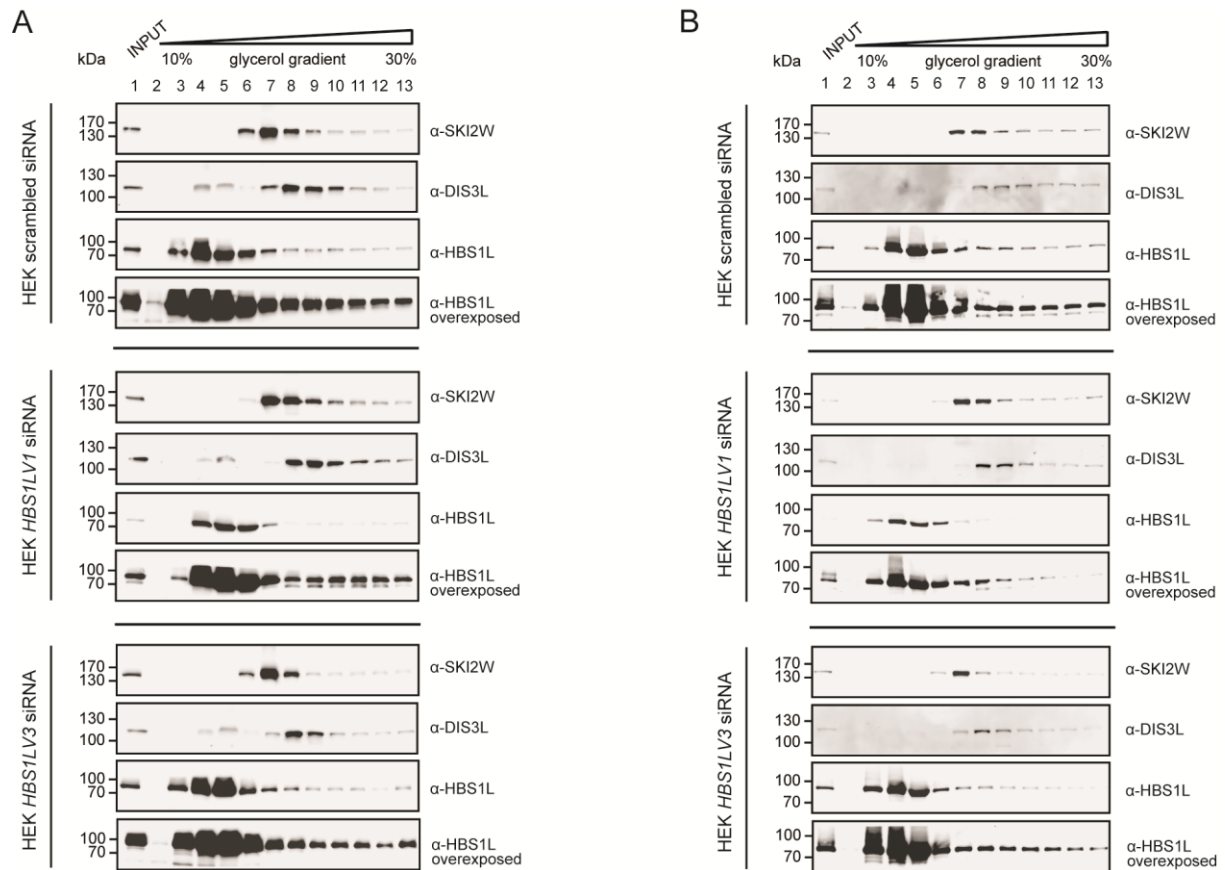 A
INPUT
kDa
10% glycerol gradient 30%
1 2 3 4 5 6 7 8 9 10 11 12 13
HEK scrambled siRNA
170
130
α-SKI2W
130
100
α-DIS3L
100
70
α-HBS1L
100
70
α-HBS1L
overexposed
HEK HBS1LV1 siRNA
170
130
α-SKI2W
130
100
α-DIS3L
100
70
α-HBS1L
100
70
α-HBS1L
overexposed
HEK HBS1LV3 siRNA
170
130
α-SKI2W
130
100
α-DIS3L
100
70
α-HBS1L
100
70
α-HBS1L
overexposed
B
INPUT
kDa
10% glycerol gradient 30%
1 2 3 4 5 6 7 8 9 10 11 12 13
HEK scrambled siRNA
170
130
α-SKI2W
130
100
α-DIS3L
100
70
α-HBS1L
100
70
α-HBS1L
overexposed
HEK HBS1LV1 siRNA
170
130
α-SKI2W
130
100
α-DIS3L
100
70
α-HBS1L
100
70
α-HBS1L
overexposed
HEK HBS1LV3 siRNA
170
130
α-SKI2W
130
100
α-DIS3L
100
70
α-HBS1L
100
70
α-HBS1L
overexposed